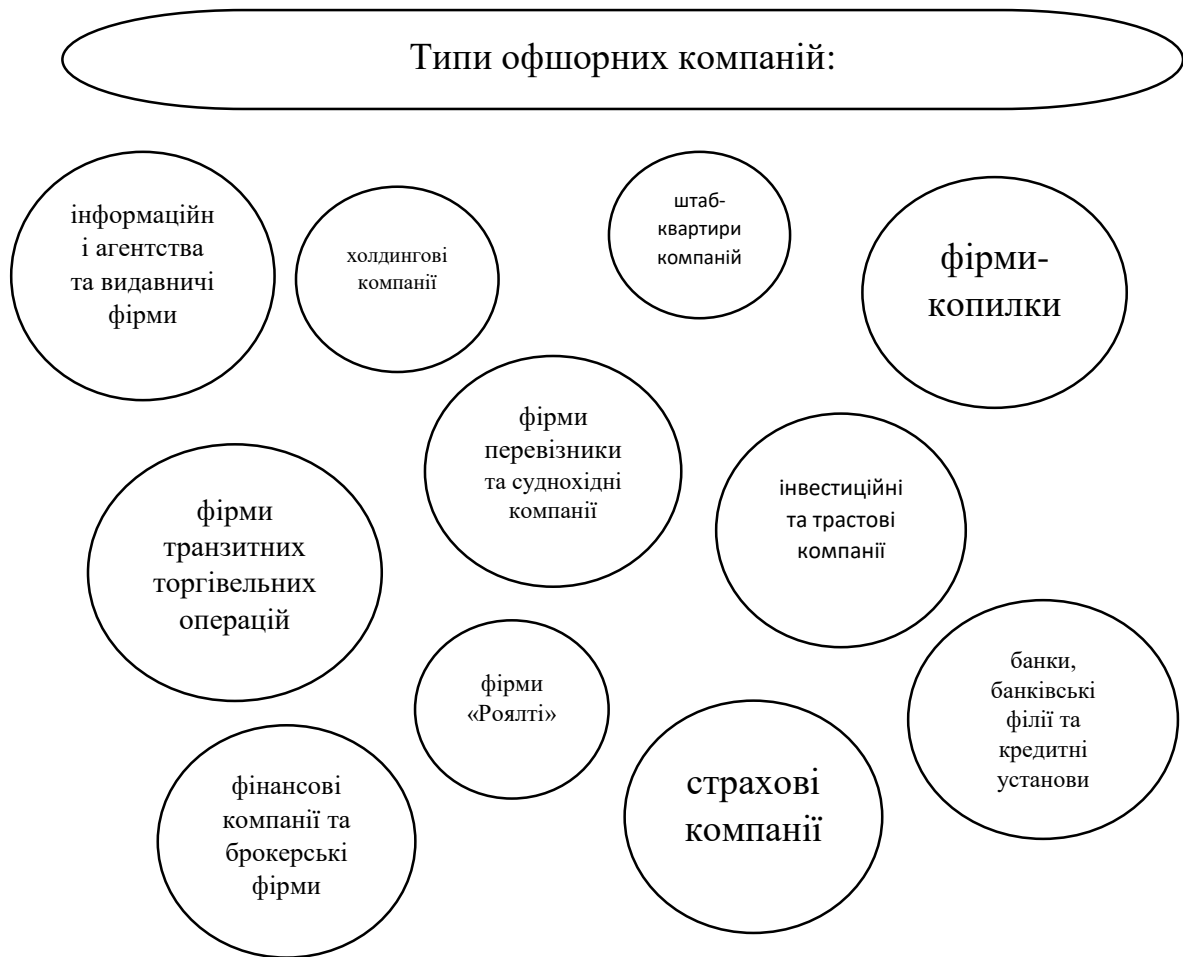 Типи офшорних компаній:
інформаційн
і агентства
та видавничі
фірми
холдингові
компанії
штаб-
квартири
компаній
фірми-
копилки
фірми
перевізники
та суднохідні
компанії
інвестиційні
та трастові
компанії
фірми
транзитних
торгівельних
операцій
фірми
«Роялті»
банки,
банківські
філії та
кредитні
установи
фінансові
компанії та
брокерські
фірми
страхові
компанії